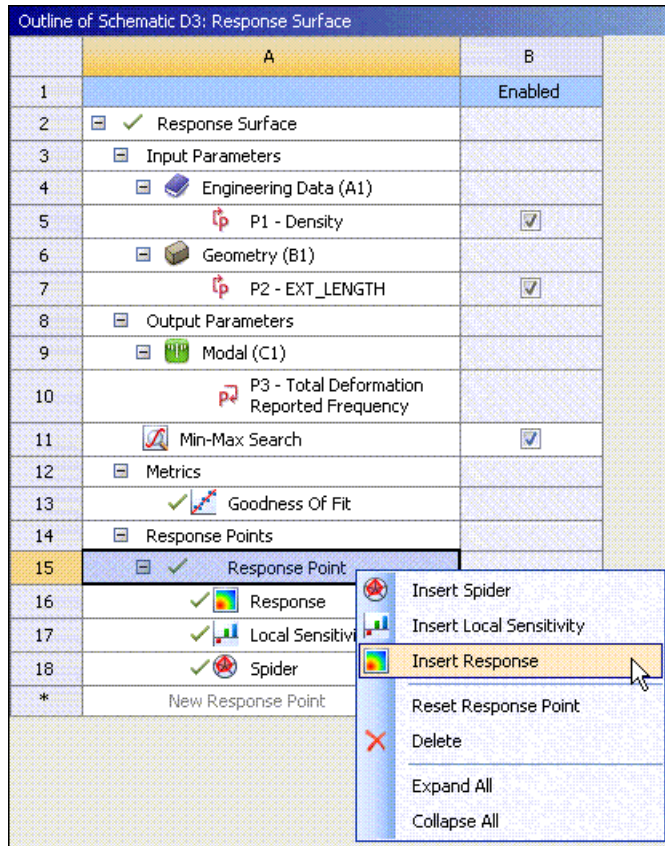 Outline of Schematic D3: Response Surface
A B
1 Enabled
2 Response Surface
3 Input Parameters
4 Engineering Data (A1)
5 P1 - Density
6 Geometry (B1)
7 P2 - EXT_LENGTH
8 Output Parameters
9 Modal (C1)
10 P3 - Total Deformation
Reported Frequency
11 Min-Max Search
12 Metrics
13 Goodness Of Fit
14 Response Points
15 Response Point
16 Response
17 Local Sensitivi
18 Spider
* New Response Point
Insert Spider
Insert Local Sensitivity
Insert Response
Reset Response Point
Delete
Expand All
Collapse All